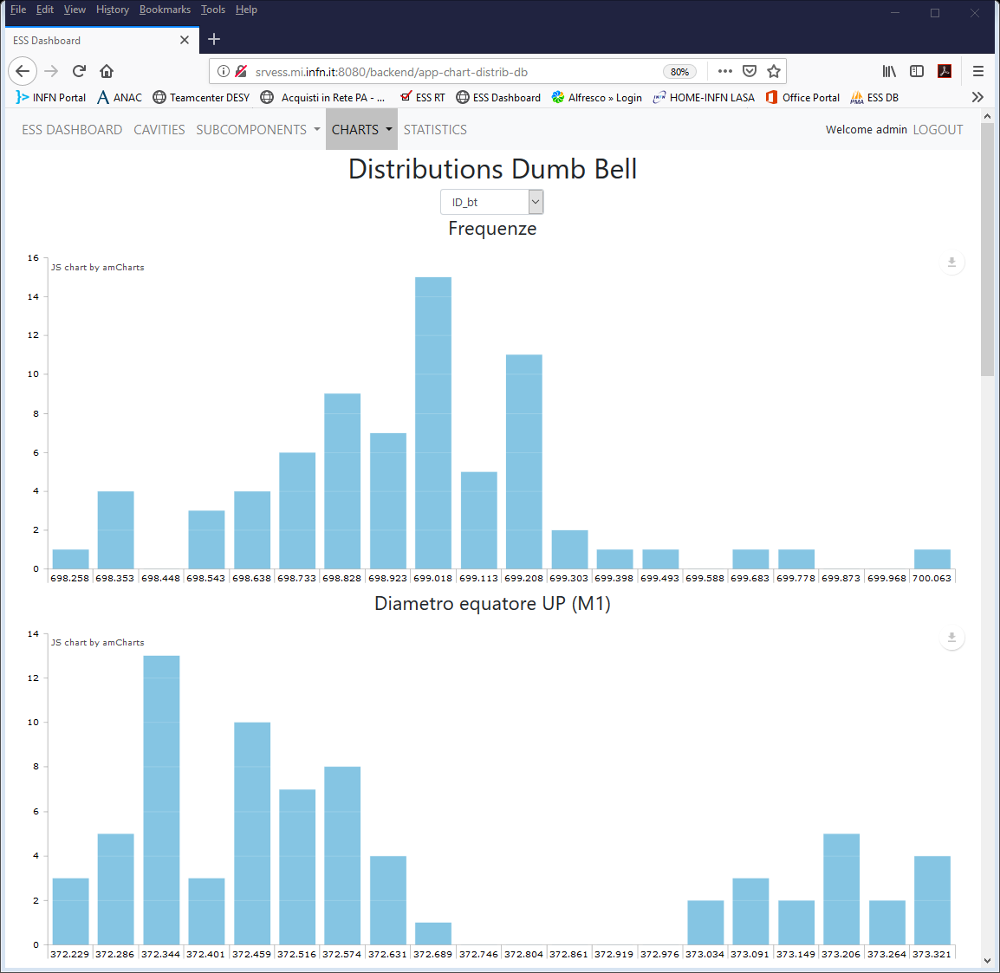 File Edit View History Bookmarks Tools Help
ESS Dashboard
srvess.mi.infn.it:8080/backend/app-chart-distrib-db 80%
INFN Portal ANAC Teamcenter DESY Acquisti in Rete PA - ... ESS RT ESS Dashboard Alfresco » Login HOME-INFN LASA Office Portal PMA ESS DB
ESS DASHBOARD CAVITIES SUBCOMPONENTS CHARTS STATISTICS Welcome admin LOGOUT
Distributions Dumb Bell
ID_bt
Frequenze
16
JS chart by amCharts
14
12
10
8
6
4
2
0
698.258 698.353 698.448 698.543 698.638 698.733 698.828 698.923 699.018 699.113 699.208 699.303 699.398 699.493 699.588 699.683 699.778 699.873 699.968 700.063
Diametro equatore UP (M1)
14
JS chart by amCharts
12
10
8
6
4
2
0
372.229 372.286 372.344 372.401 372.459 372.516 372.574 372.631 372.689 372.746 372.804 372.861 372.919 372.976 373.034 373.091 373.149 373.206 373.264 373.321